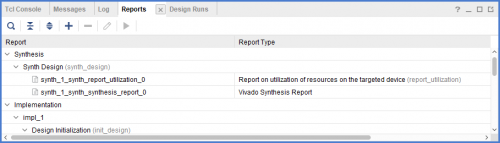 Tcl Console Messages Log Reports Design Runs
Report Report Type
Synthesis
Synth Design (synth_design)
synth_1_synth_report_utilization_0 Report on utilization of resources on the targeted device (report_utilization)
synth_1_synth_synthesis_report_0 Vivado Synthesis Report
Implementation
impl_1
Design Initialization (init_design)